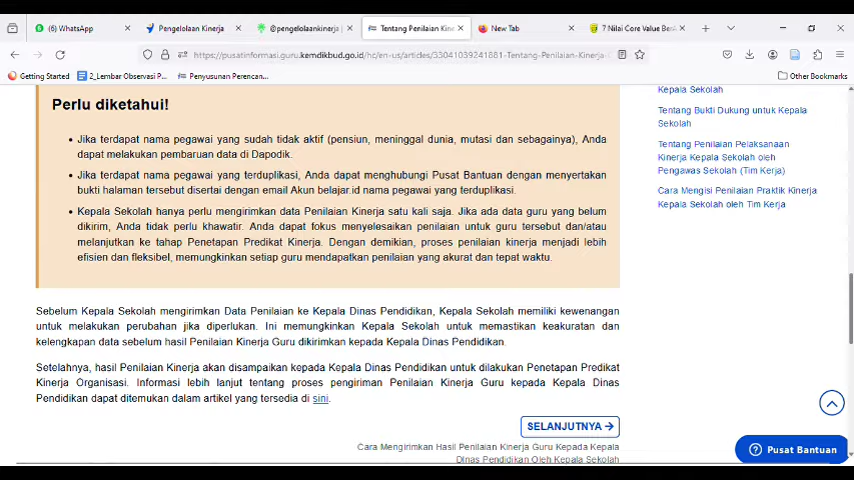 (6) WhatsApp
Pengelolaan Kinerja
@pengelolaankinerja |
Tentang Penilaian Kine
New Tab
7 Nilai Core Value Ber
https://pusatinformasi.guru.kemdikbud.go.id/hc/en-us/articles/33041039241881-Tentang-Penilaian-Kinerja-
Getting Started
2_Lembar Observasi P
Penyusunan Perencan...
Other Bookmarks
Perlu diketahui!
• Jika terdapat nama pegawai yang sudah tidak aktif (pensiun, meninggal dunia, mutasi dan sebagainya), Anda
dapat melakukan pembaruan data di Dapodik.
• Jika terdapat nama pegawai yang terduplikasi, Anda dapat menghubungi Pusat Bantuan dengan menyertakan
bukti halaman tersebut disertai dengan email Akun belajar.id nama pegawai yang terduplikasi.
• Kepala Sekolah hanya perlu mengirimkan data Penilaian Kinerja satu kali saja. Jika ada data guru yang belum
dikirim, Anda tidak perlu khawatir. Anda dapat fokus menyelesaikan penilaian untuk guru tersebut dan/atau
melanjutkan ke tahap Penetapan Predikat Kinerja. Dengan demikian, proses penilaian kinerja menjadi lebih
efisien dan fleksibel, memungkinkan setiap guru mendapatkan penilaian yang akurat dan tepat waktu.
Sebelum Kepala Sekolah mengirimkan Data Penilaian ke Kepala Dinas Pendidikan, Kepala Sekolah memiliki kewenangan
untuk melakukan perubahan jika diperlukan. Ini memungkinkan Kepala Sekolah untuk memastikan keakuratan dan
kelengkapan data sebelum hasil Penilaian Kinerja Guru dikirimkan kepada Kepala Dinas Pendidikan.
Setelahnya, hasil Penilaian Kinerja akan disampaikan kepada Kepala Dinas Pendidikan untuk dilakukan Penetapan Predikat
Kinerja Organisasi. Informasi lebih lanjut tentang proses pengiriman Penilaian Kinerja Guru kepada Kepala Dinas
Pendidikan dapat ditemukan dalam artikel yang tersedia di sini.
SELANJUTNYA →
Cara Mengirimkan Hasil Penilaian Kinerja Guru Kepada Kepala
Dinas Pendidikan Oleh Kepala Sekolah
Kepala Sekolah
Tentang Bukti Dukung untuk Kepala
Sekolah
Tentang Penilaian Pelaksanaan
Kinerja Kepala Sekolah oleh
Pengawas Sekolah (Tim Kerja)
Cara Mengisi Penilaian Praktik Kinerja
Kepala Sekolah oleh Tim Kerja
Pusat Bantuan